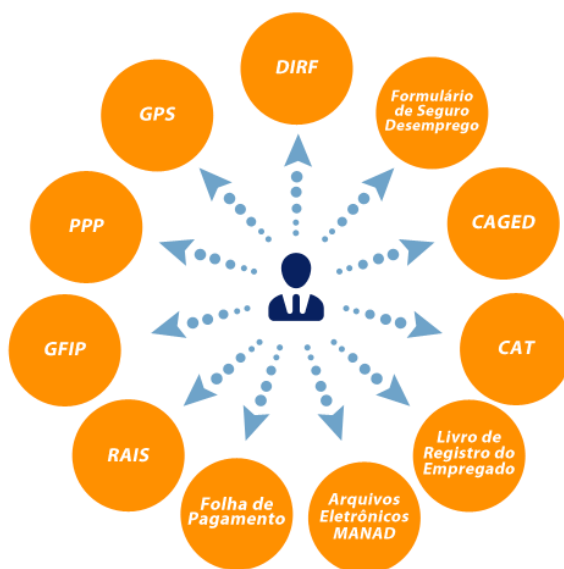 DIRF
Formulário
de Seguro
Desemprego
CAGED
CAT
Livro de
Registro do
Empregado
Arquivos
Eletrônicos
MANAD
Folha de
Pagamento
RAIS
GFIP
PPP
GPS